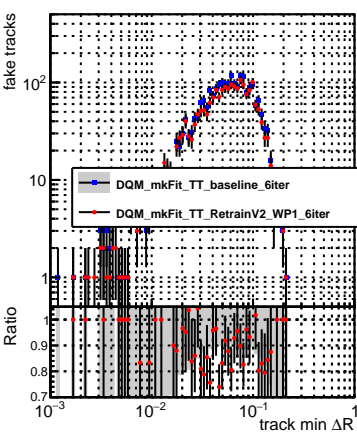 fake tracks
10²
10
1
DQM_mkFit_TT_baseline_6iter
DQM_mkFit_TT_RetrainV2_WP1_6iter
Ratio
1
0.9
0.8
0.7
10⁻³ 10⁻² 10⁻¹ 1
track min ΔR